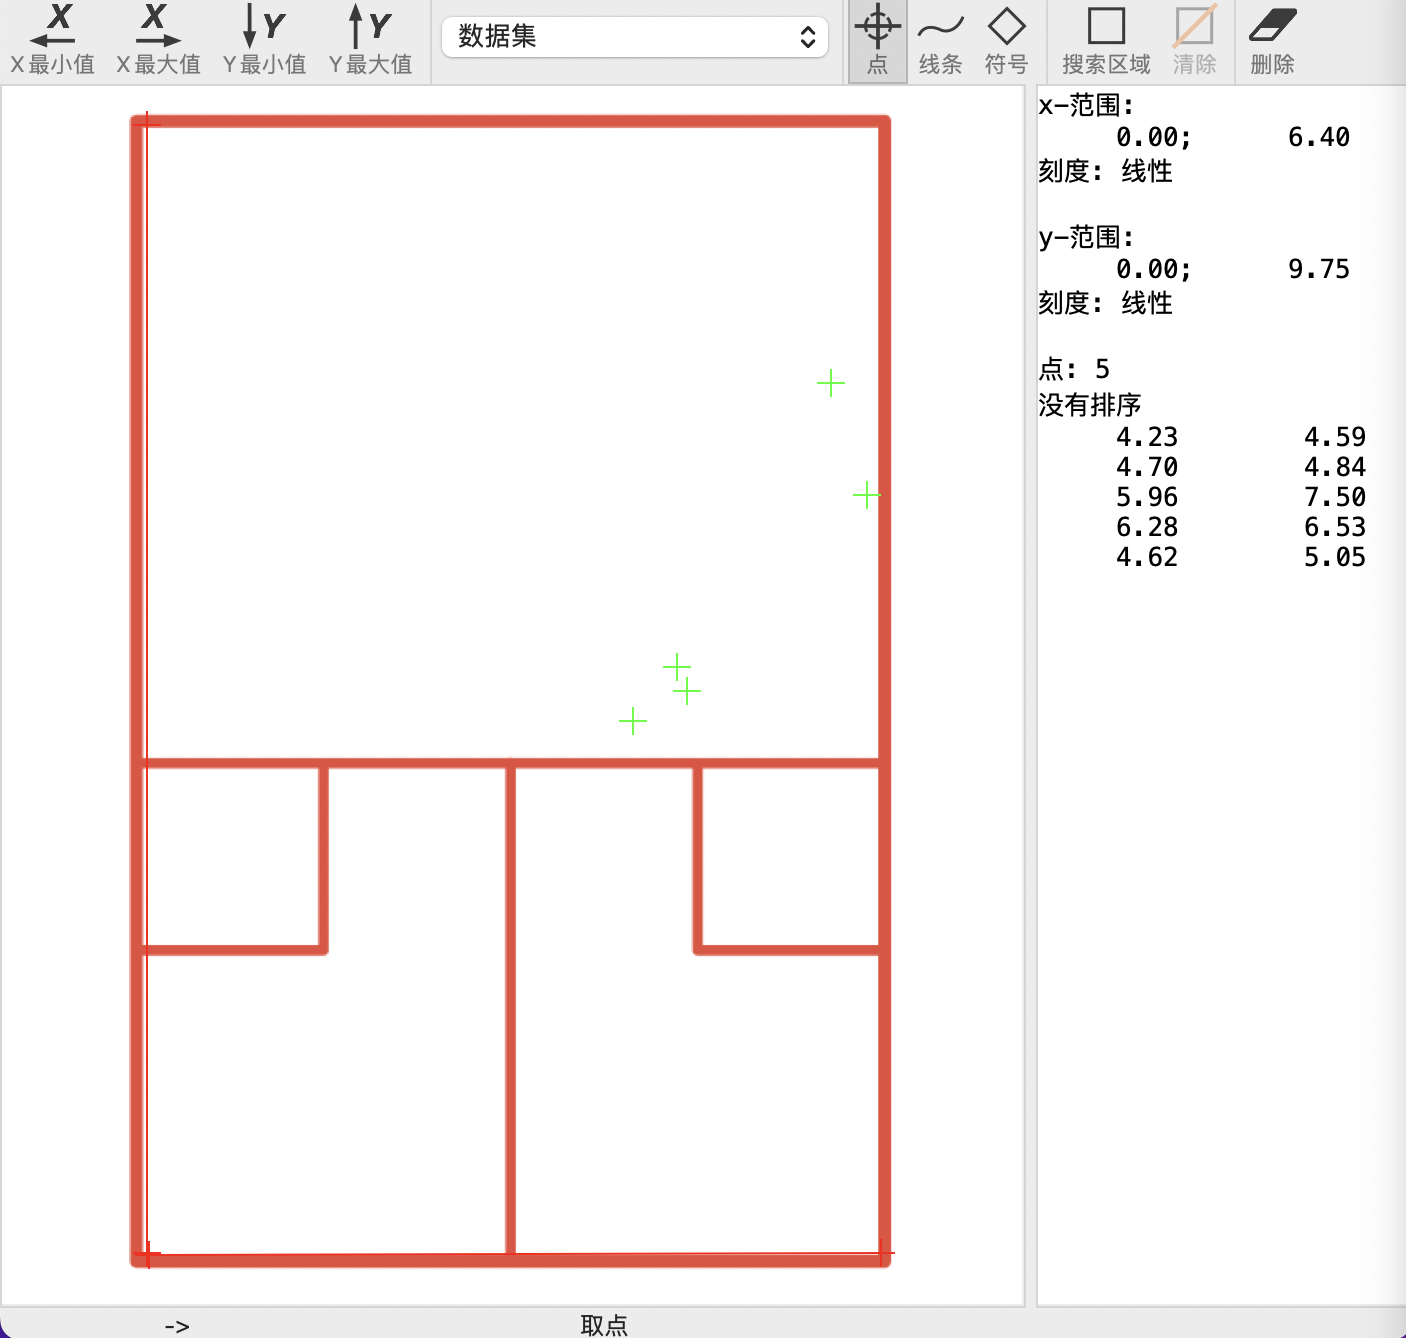 X X Y Y
X最小值 X最大值 Y最小值 Y最大值 数据集 点 线条 符号 搜索区域 清除 删除
x-范围:
0.00; 6.40
刻度: 线性
y-范围:
0.00; 9.75
刻度: 线性
点: 5
没有排序
4.23 4.59
4.70 4.84
5.96 7.50
6.28 6.53
4.62 5.05
-> 取点